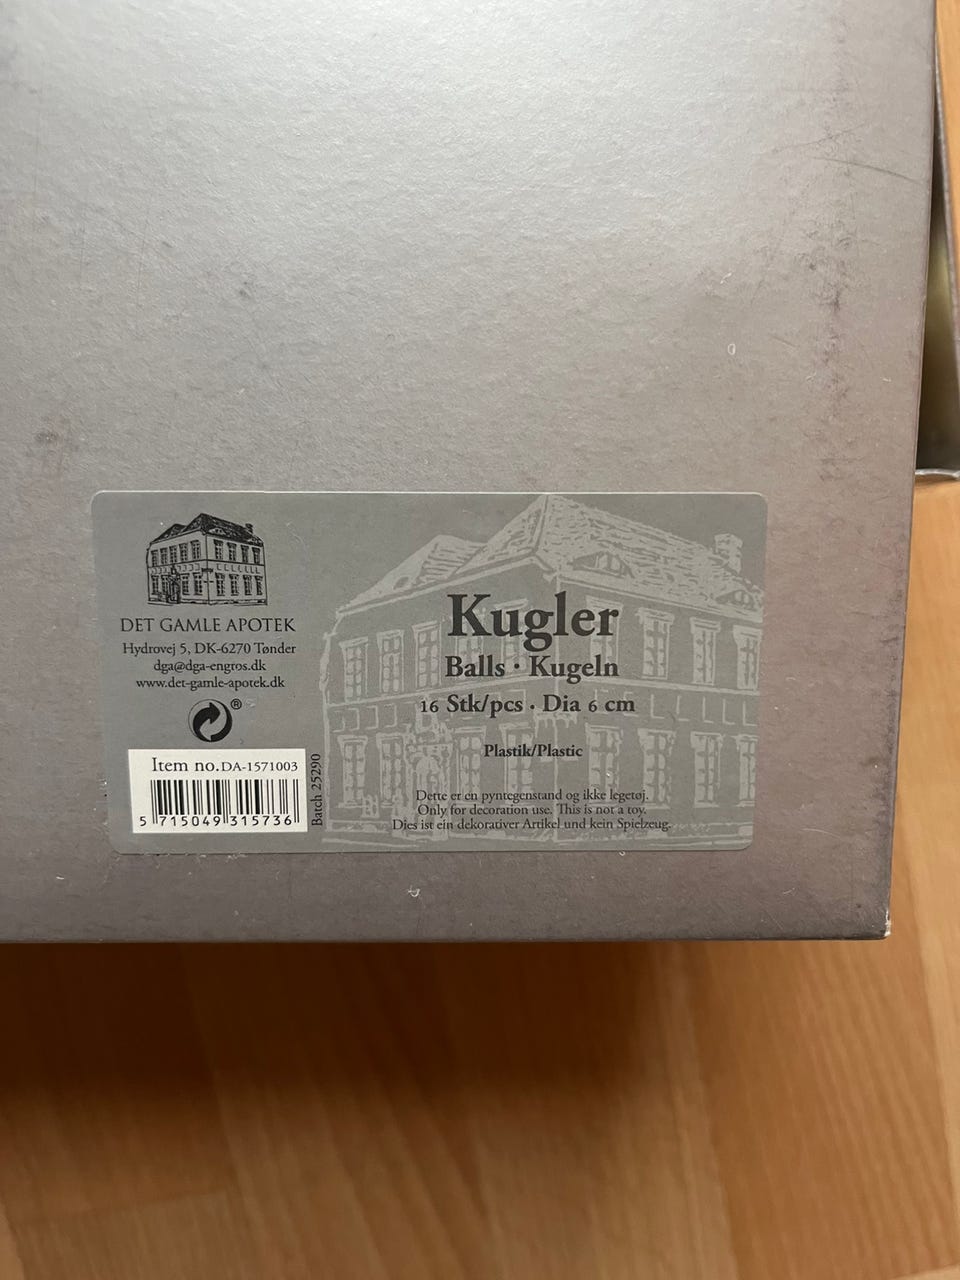 DET GAMLE APOTEK
Hydrovej 5, DK-6270 Tønder
dga@dga-engros.dk
www.det-gamle-apotek.dk
®
Item no.DA-1571003
5 715049 315736
Batch 25290
Kugler
Balls · Kugeln
16 Stk/pcs · Dia 6 cm
Plastik/Plastic
Dette er en pyntegenstand og ikke legetøj.
Only for decoration use. This is not a toy.
Dies ist ein dekorativer Artikel und kein Spielzeug.